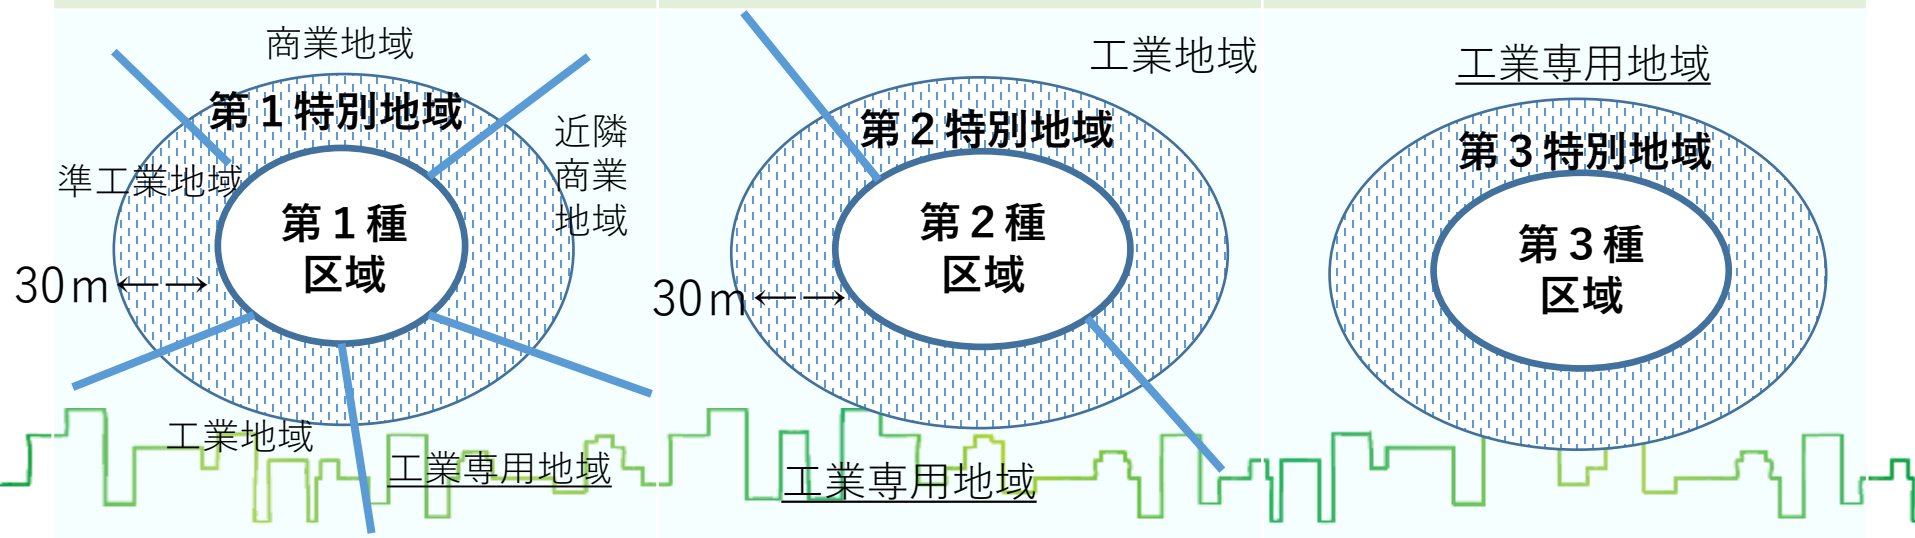 商業地域
第１特別地域
近隣
商業
地域
準工業地域
第１種
区域
30ｍ←→
工業地域
工業専用地域
工業地域
第２特別地域
第２種
区域
30ｍ←→
工業専用地域
工業専用地域
第３特別地域
第３種
区域